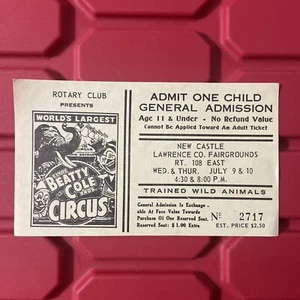 ROTARY CLUB
PRESENTS
WORLD'S LARGEST
CLYDE
BEATTY
COLE
CIRCUS
ADMIT ONE CHILD
GENERAL ADMISSION
Age 11 & Under - No Refund Value
Cannot Be Applied Toward An Adult Ticket
NEW CASTLE
LAWRENCE CO. FAIRGROUNDS
RT. 108 EAST
WED. & THUR. JULY 9 & 10
4:30 & 8:00 P.M.
TRAINED WILD ANIMALS
General Admission Is Exchange-
able At Face Value Towards
Purchase Of One Reserved Seat.
Reserved Seat: $1.00 Extra
No 2717
EST. PRICE $2.50